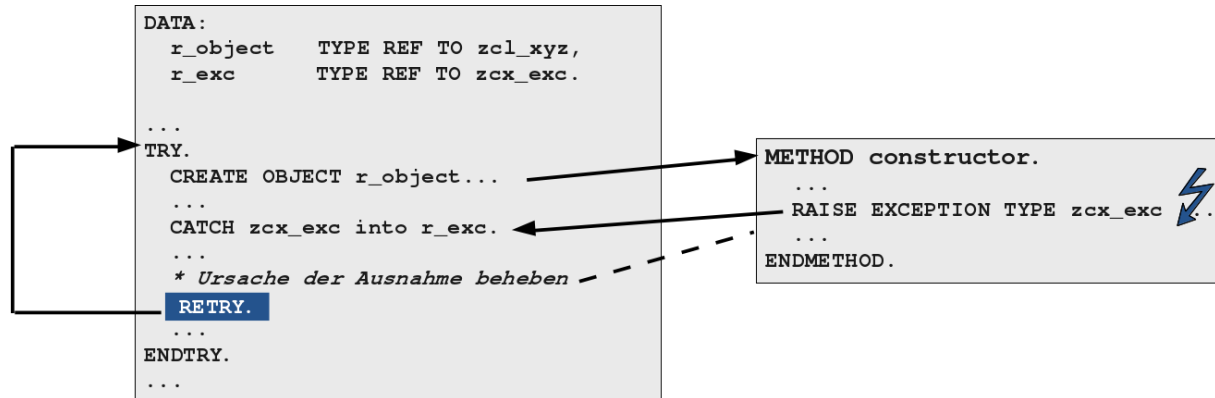 DATA:
r_object TYPE REF TO zcl_xyz,
r_exc TYPE REF TO zcx_exc.
...
TRY.
CREATE OBJECT r_object...
...
CATCH zcx_exc into r_exc.
...
* Ursache der Ausnahme beheben
RETRY.
...
ENDTRY.
...
METHOD constructor.
...
RAISE EXCEPTION TYPE zcx_exc ...
...
ENDMETHOD.